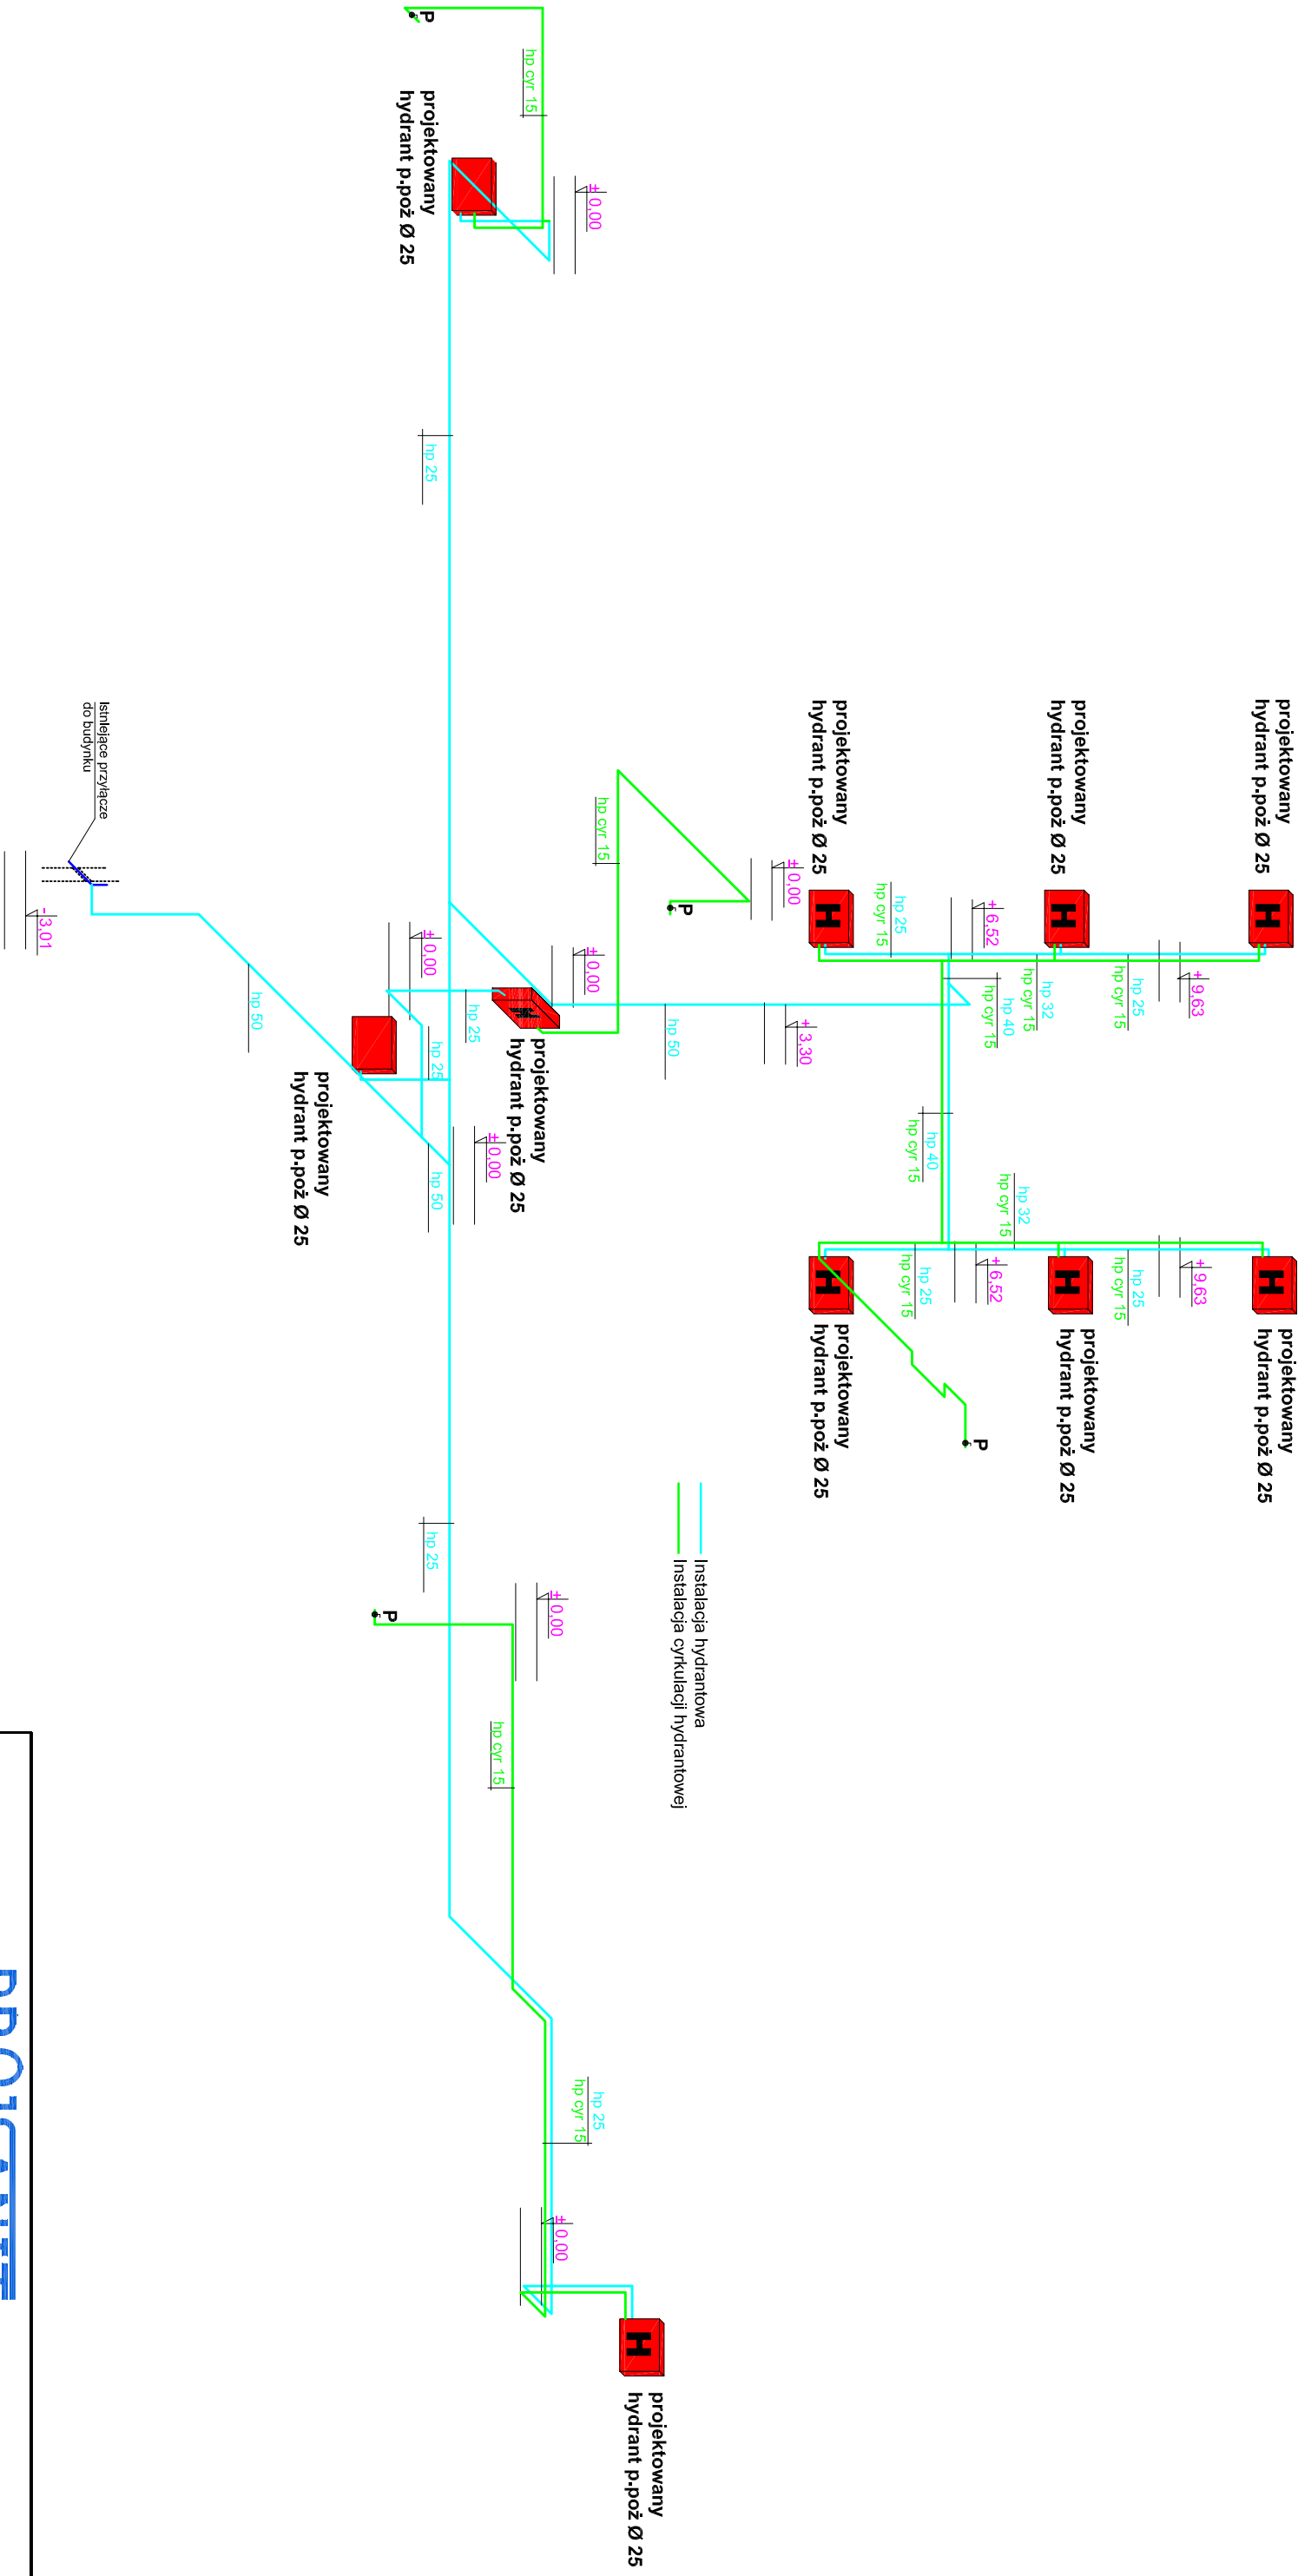 projektowany
hydrant p.poż Ø 25
projektowany
hydrant p.poż Ø 25
+ 9,63
+ 9,63
hp 25
hp cyr 15
hp 25
hp cyr 15
projektowany
hydrant p.poż Ø 25
projektowany
hydrant p.poż Ø 25
H
H
H
H
hp 32
hp cyr 15
hp 32
hp cyr 15
+ 6,52
+ 6,52
hp 40
hp cyr 15
hp 40
hp cyr 15
hp 25
hp cyr 15
hp 25
hp cyr 15
P
projektowany
hydrant p.poż Ø 25
projektowany
hydrant p.poż Ø 25
H
H
± 0,00
+ 3,30
P
Instalacja hydrantowa
Instalacja cyrkulacji hydrantowej
hp 50
hp cyr 15
projektowany
hydrant p.poż Ø 25
H
± 0,00
± 0,00
hp cyr 15
hp 25
hp cyr 15
± 0,00
± 0,00
projektowany
hydrant p.poż Ø 25
H
hp cyr 15
± 0,00
P
projektowany
hydrant p.poż Ø 25
hp 25
hp 25
± 0,00
hp 25
hp 50
hp 25
P
projektowany
hydrant p.poż Ø 25
hp 50
Istniejące przyłącze
do budynku
- 3,01